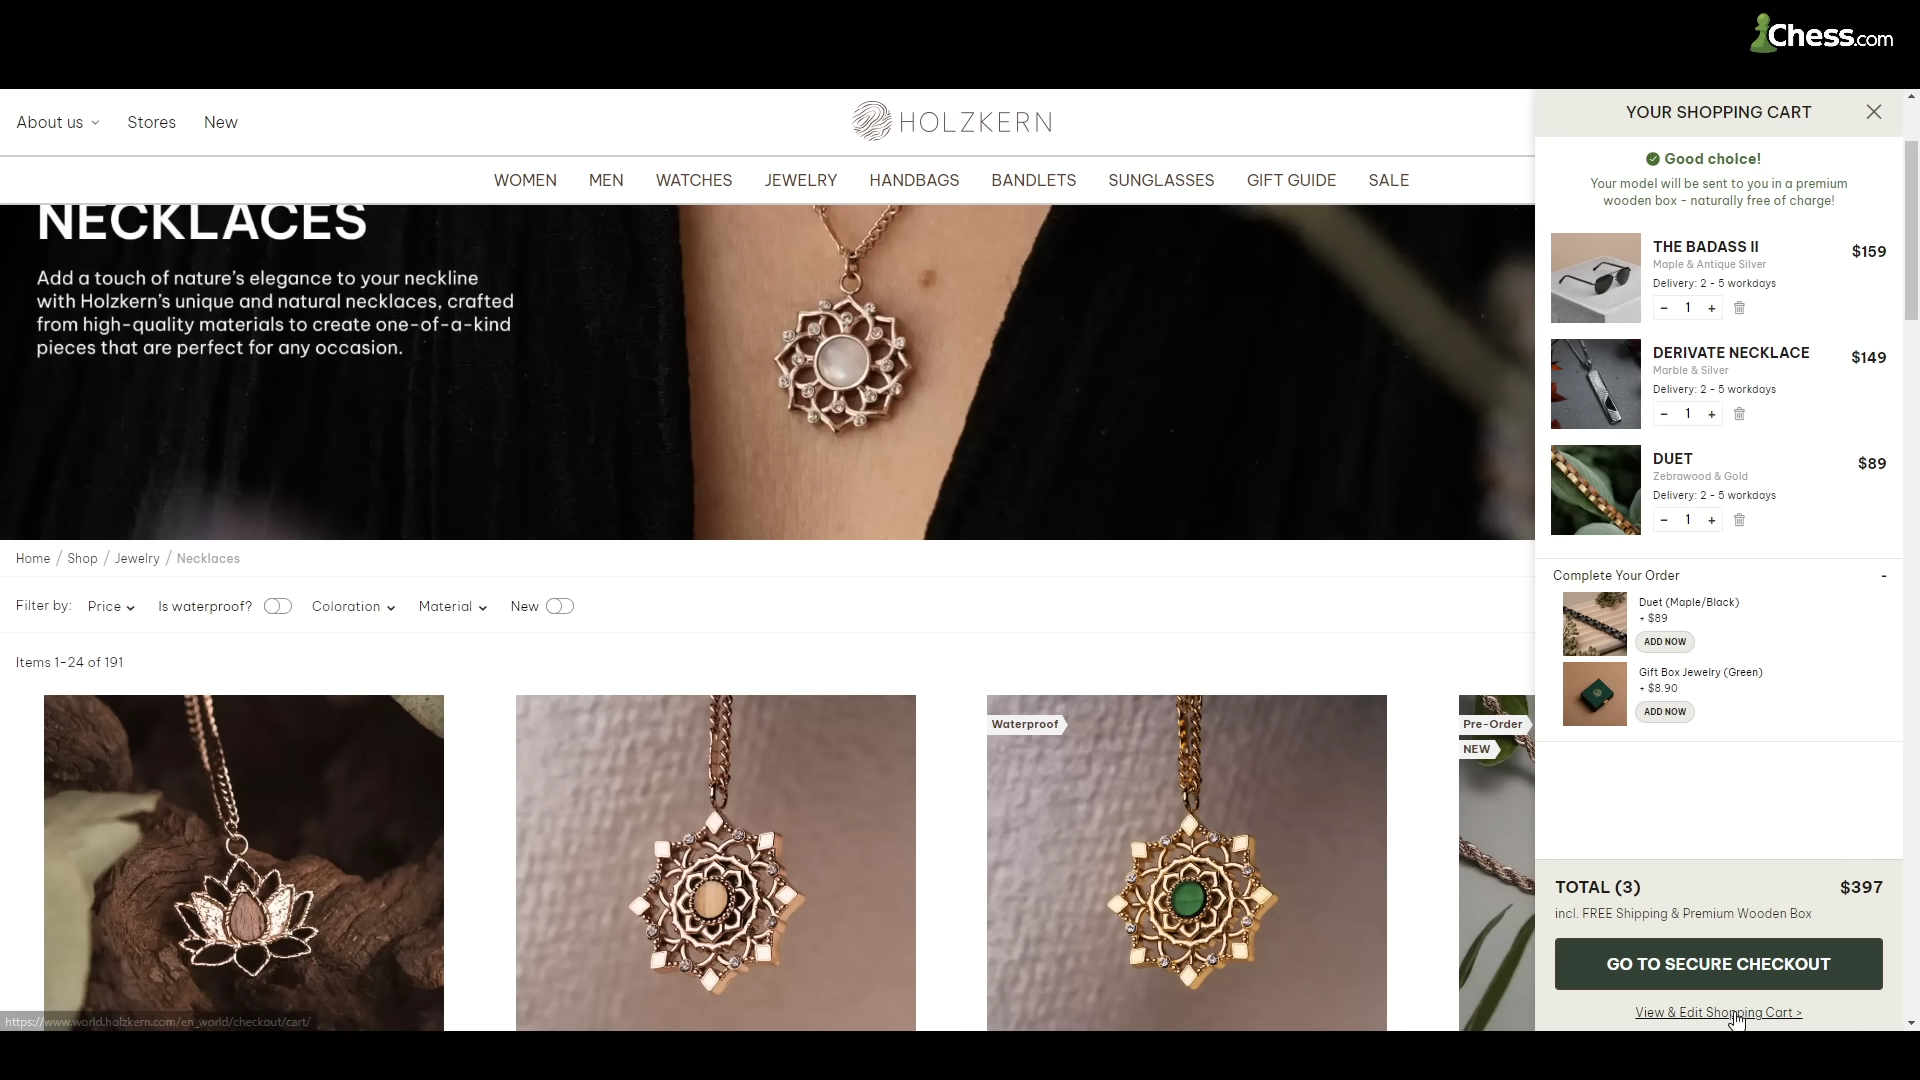 Chess.com
About us
Stores
New
HOLZKERN
WOMEN
MEN
WATCHES
JEWELRY
HANDBAGS
BANDLETS
SUNGLASSES
GIFT GUIDE
SALE
NECKLACES
Add a touch of nature's elegance to your neckline
with Holzkern's unique and natural necklaces, crafted
from high-quality materials to create one-of-a-kind
pieces that are perfect for any occasion.
Home / Shop / Jewelry / Necklaces
Filter by:
Price
Is waterproof?
Coloration
Material
New
Items 1-24 of 191
Waterproof
Pre-Order
NEW
https://www.world.holzkern.com/en_world/checkout/cart/
YOUR SHOPPING CART
Good choice!
Your model will be sent to you in a premium
wooden box - naturally free of charge!
THE BADASS II
$159
Maple & Antique Silver
Delivery: 2 - 5 workdays
- 1 +
DERIVATE NECKLACE
$149
Marble & Silver
Delivery: 2 - 5 workdays
- 1 +
DUET
$89
Zebrawood & Gold
Delivery: 2 - 5 workdays
- 1 +
Complete Your Order
-
Duet (Maple/Black)
+ $89
ADD NOW
Gift Box Jewelry (Green)
+ $8.90
ADD NOW
TOTAL (3)
$397
incl. FREE Shipping & Premium Wooden Box
GO TO SECURE CHECKOUT
View & Edit Shopping Cart >